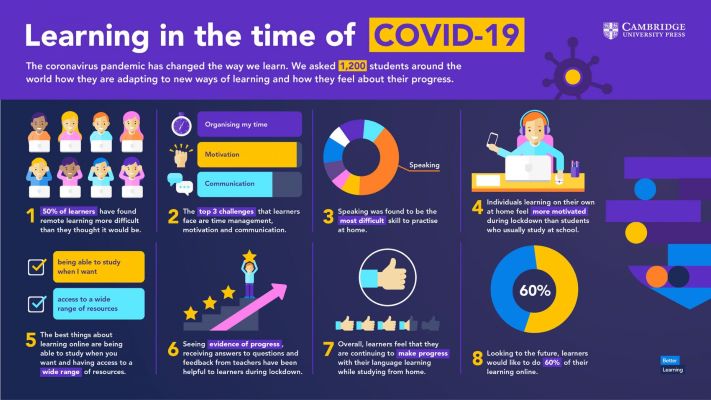 Learning in the time of COVID-19
CAMBRIDGE
UNIVERSITY PRESS
The coronavirus pandemic has changed the way we learn. We asked 1,200 students around the
world how they are adapting to new ways of learning and how they feel about their progress.
1 50% of learners have found
remote learning more difficult
than they thought it would be.
Organising my time
Motivation
Communication
2 The top 3 challenges that learners
face are time management,
motivation and communication.
Speaking
3 Speaking was found to be the
most difficult skill to practise
at home.
4 Individuals learning on their own
at home feel more motivated
during lockdown than students
who usually study at school.
being able to study
when I want
access to a wide
range of resources
5 The best things about
learning online are being
able to study when you
want and having access to a
wide range of resources.
6 Seeing evidence of progress,
receiving answers to questions and
feedback from teachers have been
helpful to learners during lockdown.
7 Overall, learners feel that they
are continuing to make progress
with their language learning
while studying from home.
60%
8 Looking to the future, learners
would like to do 60% of their
learning online.
Better
Learning